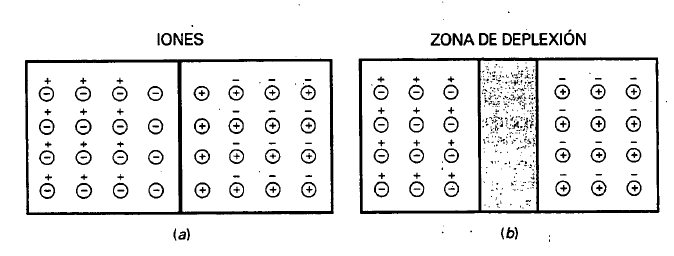 IONES
ZONA DE DEPLEXIÓN
(a)
(b)